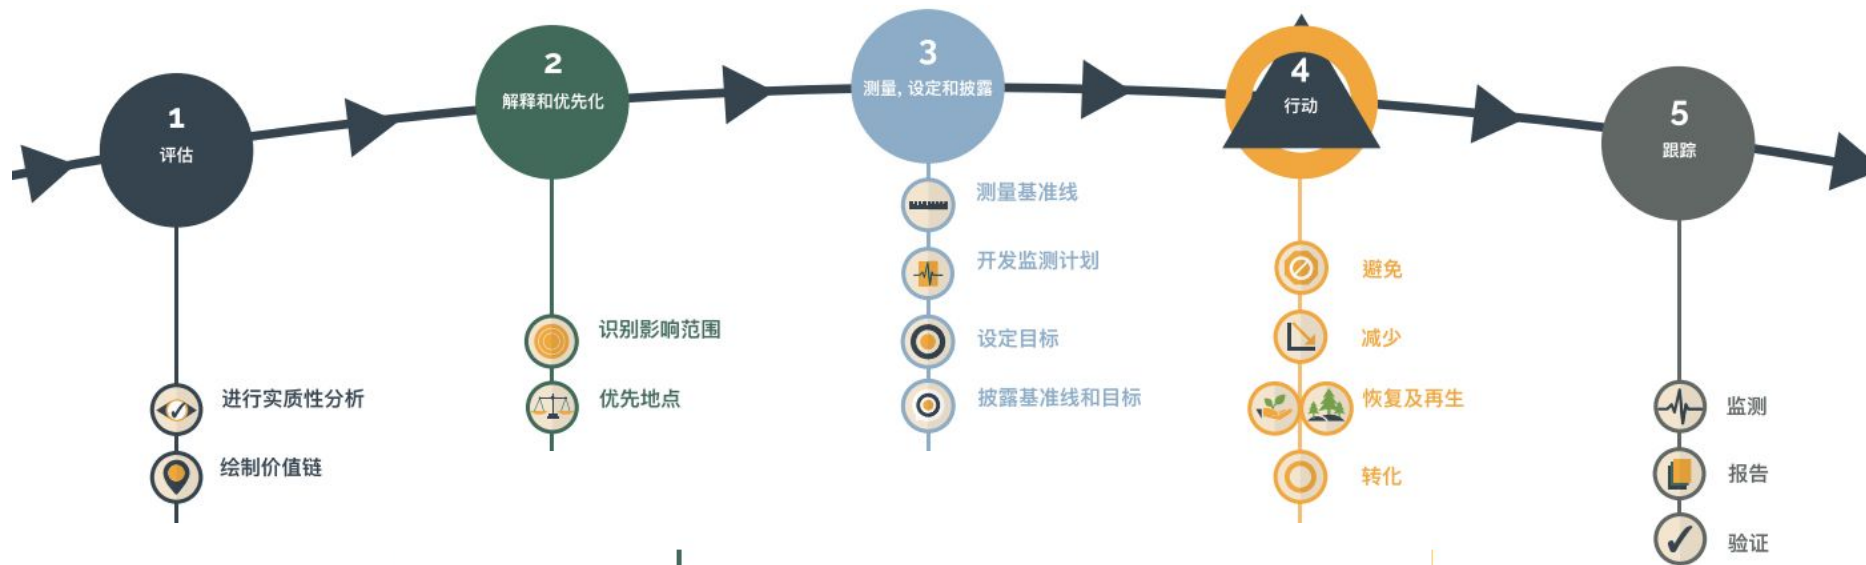 1
评估
进行实质性分析
绘制价值链
2
解释和优先化
识别影响范围
优先地点
3
测量, 设定和披露
测量基准线
开发监测计划
设定目标
披露基准线和目标
4
行动
避免
减少
恢复及再生
转化
5
跟踪
监测
报告
验证